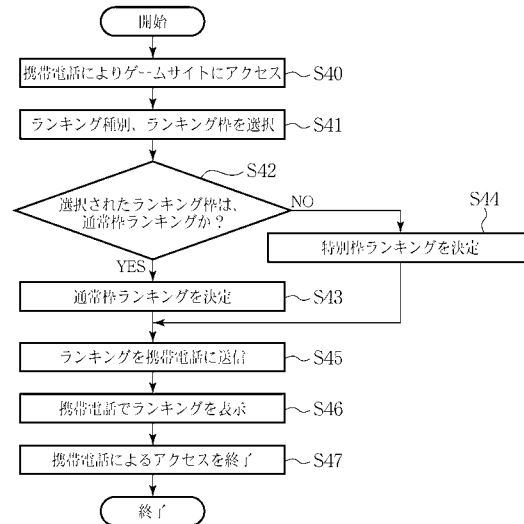 開始
携帯電話によりゲームサイトにアクセス
S40
ランキング種別、ランキング枠を選択
S41
S42
選択されたランキング枠は、
通常枠ランキングか？
NO
S44
特別枠ランキングを決定
YES
通常枠ランキングを決定
S43
ランキングを携帯電話に送信
S45
携帯電話でランキングを表示
S46
携帯電話によるアクセスを終了
S47
終了